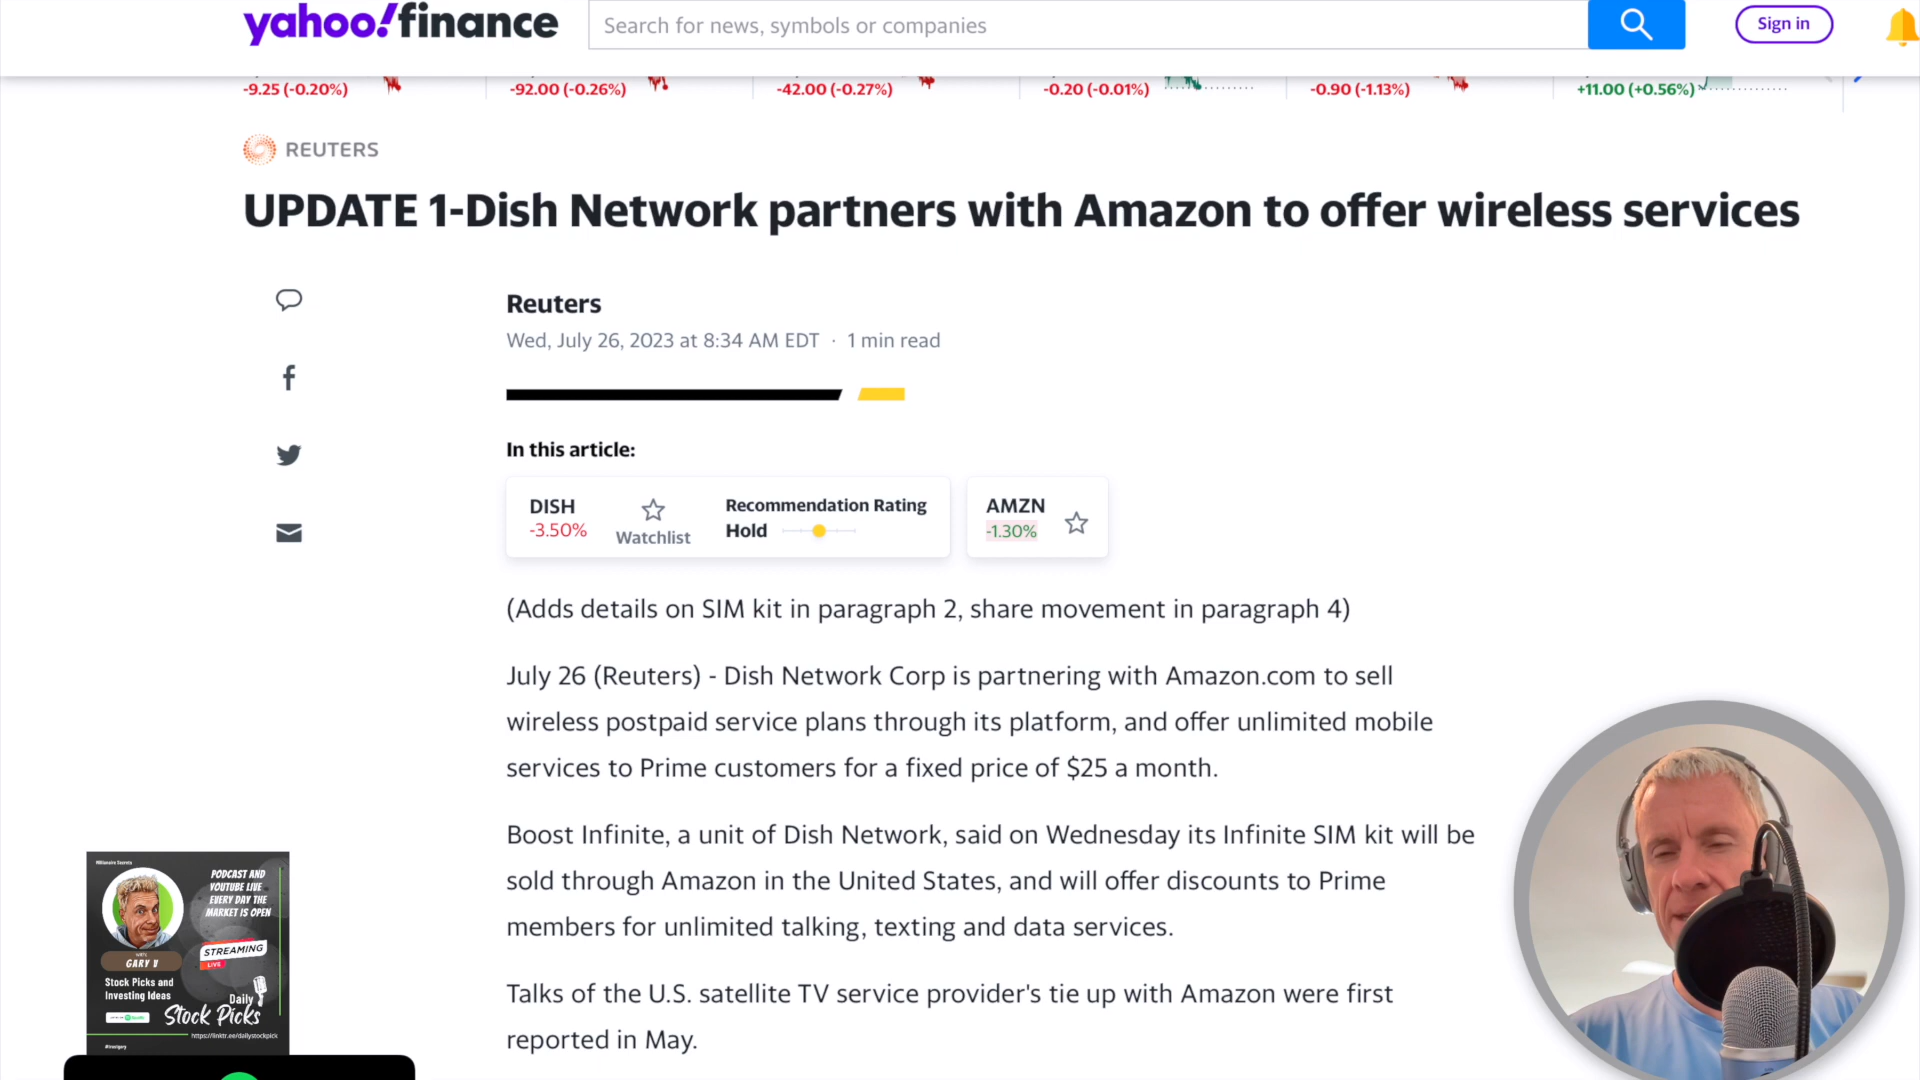 yahoo!finance
Search for news, symbols or companies
Sign in
-9.25 (-0.20%)
-92.00 (-0.26%)
-42.00 (-0.27%)
-0.20 (-0.01%)
-0.90 (-1.13%)
+11.00 (+0.56%)
REUTERS
UPDATE 1-Dish Network partners with Amazon to offer wireless services
Reuters
Wed, July 26, 2023 at 8:34 AM EDT · 1 min read
In this article:
DISH
-3.50%
Watchlist
Recommendation Rating
Hold
AMZN
-1.30%
(Adds details on SIM kit in paragraph 2, share movement in paragraph 4)
July 26 (Reuters) - Dish Network Corp is partnering with Amazon.com to sell
wireless postpaid service plans through its platform, and offer unlimited mobile
services to Prime customers for a fixed price of $25 a month.
Boost Infinite, a unit of Dish Network, said on Wednesday its Infinite SIM kit will be
sold through Amazon in the United States, and will offer discounts to Prime
members for unlimited talking, texting and data services.
Talks of the U.S. satellite TV service provider's tie up with Amazon were first
reported in May.
Millionaire Secrets
PODCAST AND
YOUTUBE LIVE
EVERY DAY THE
MARKET IS OPEN
STREAMING
LIVE
GARY V
Stock Picks and
Investing Ideas
Daily
Stock Picks
https://linktr.ee/dailystockpick